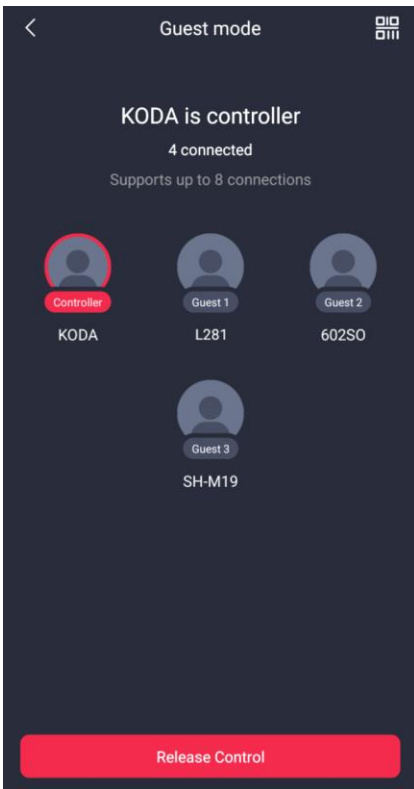 Guest mode
KODA is controller
4 connected
Supports up to 8 connections
Controller
Guest 1
Guest 2
KODA
L281
602SO
Guest 3
SH-M19
Release Control